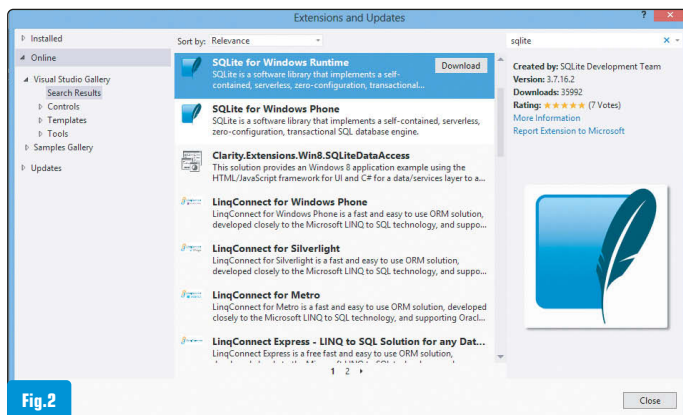 Extensions and Updates
?
Installed
Online
Visual Studio Gallery
Search Results
Controls
Templates
Tools
Samples Gallery
Updates
Sort by: Relevance
SQLite for Windows Runtime
SQLite is a software library that implements a self-
contained, serverless, zero-configuration, transactional...
Download
SQLite for Windows Phone
SQLite is a software library that implements a self-contained, serverless,
zero-configuration, transactional SQL database engine.
Clarity.Extensions.Win8.SQLiteDataAccess
This solution provides an Windows 8 application example using the
HTML/JavaScript framework for UI and C# for a data/services layer to a...
LinqConnect for Windows Phone
LinqConnect for Windows Phone is a fast and easy to use ORM solution,
developed closely to the Microsoft LINQ to SQL technology, and suppo...
LinqConnect for Silverlight
LinqConnect for Silverlight is a fast and easy to use ORM solution,
developed closely to the Microsoft LINQ to SQL technology, and suppo...
LinqConnect for Metro
LinqConnect for Metro is a fast and easy to use ORM solution, developed
closely to the Microsoft LINQ to SQL technology, and supporting Oracl...
LinqConnect Express - LINQ to SQL Solution for any Dat...
LinqConnect Express is a free fast and easy to use ORM solution,
1 2
sqlite
Created by: SQLite Development Team
Version: 3.7.16.2
Downloads: 35992
Rating: ★★★★★ (7 Votes)
More Information
Report Extension to Microsoft
Close
Fig.2